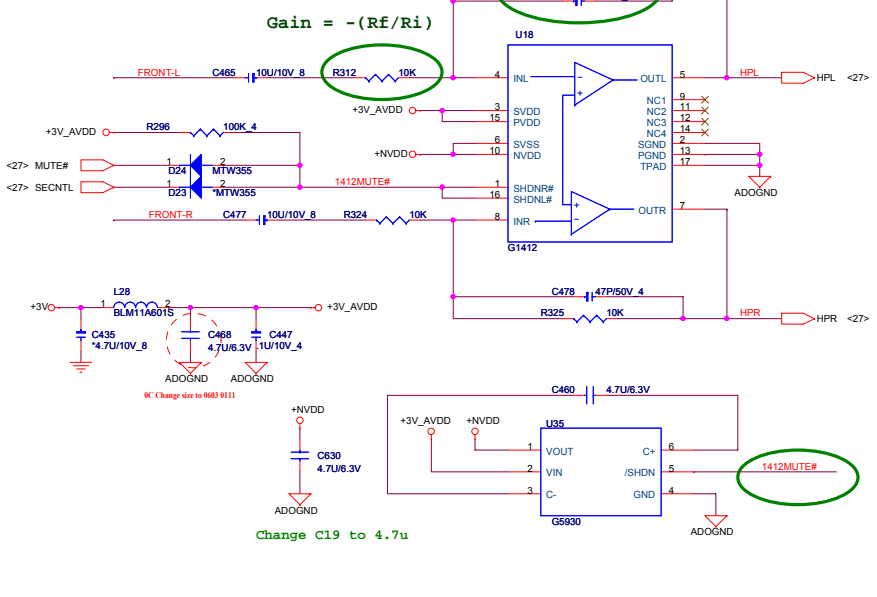 Gain = -(Rf/Ri)
U18
FRONT-L
C465
10U/10V_8
R312
10K
4
INL
OUTL
5
HPL
HPL <27>
+3V_AVDD
3
SVDD
15
PVDD
NC1
9
NC2
11
NC3
12
NC4
14
+3V_AVDD
R296
100K_4
+NVDD
6
SVSS
10
NVDD
SGND
2
PGND
13
TPAD
17
<27> MUTE#
1
2
D24
MTW355
<27> SECNTL
1
2
D23
*MTW355
1412MUTE#
1
SHDNR#
16
SHDNL#
ADOGND
FRONT-R
C477
10U/10V_8
R324
10K
8
INR
OUTR
7
G1412
C478
47P/50V_4
R325
10K
HPR
HPR <27>
L28
+3V
1
2
BLM11A601S
+3V_AVDD
C435
*4.7U/10V_8
C468
4.7U/6.3V
C447
.1U/10V_4
ADOGND
ADOGND
0C Change size to 0603 0111
C460
4.7U/6.3V
+NVDD
+3V_AVDD
+NVDD
U35
C630
4.7U/6.3V
1
VOUT
C+
6
2
VIN
/SHDN
5
1412MUTE#
3
C-
GND
4
ADOGND
G5930
ADOGND
Change C19 to 4.7u